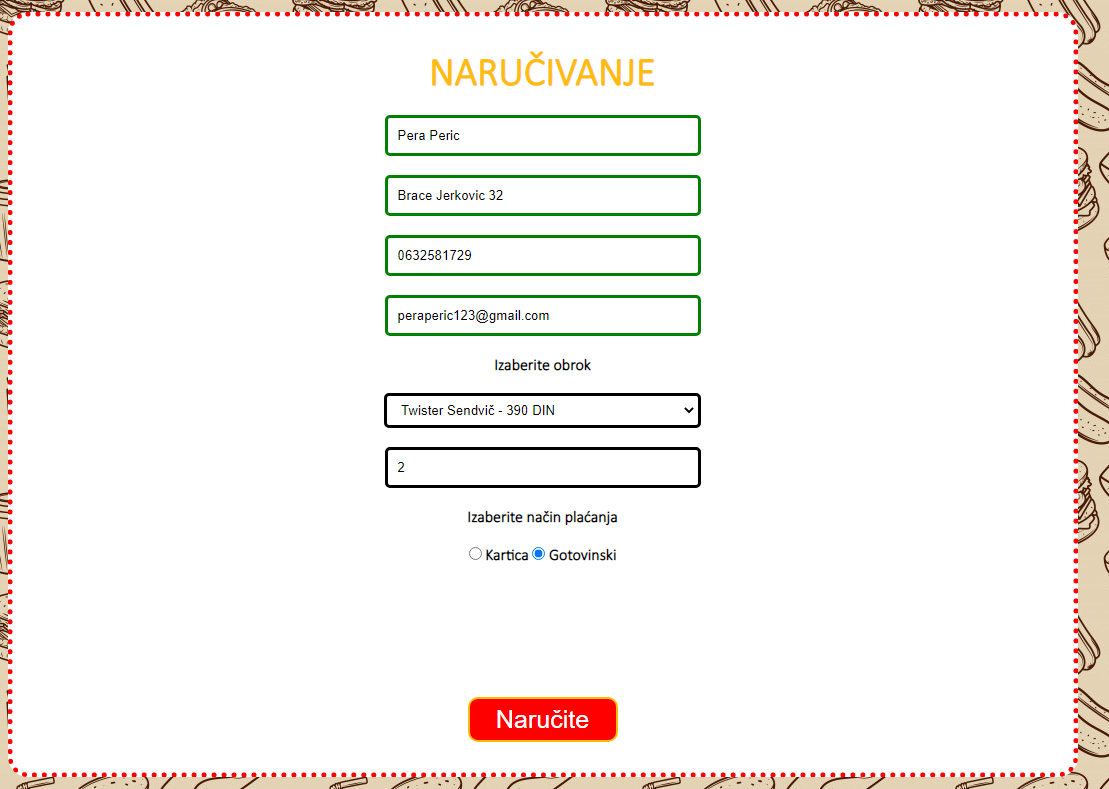 NARUČIVANJE
Pera Peric
Brace Jerkovic 32
0632581729
peraperic123@gmail.com
Izaberite obrok
Twister Sendvič - 390 DIN
2
Izaberite način plaćanja
Kartica Gotovinski
Naručite